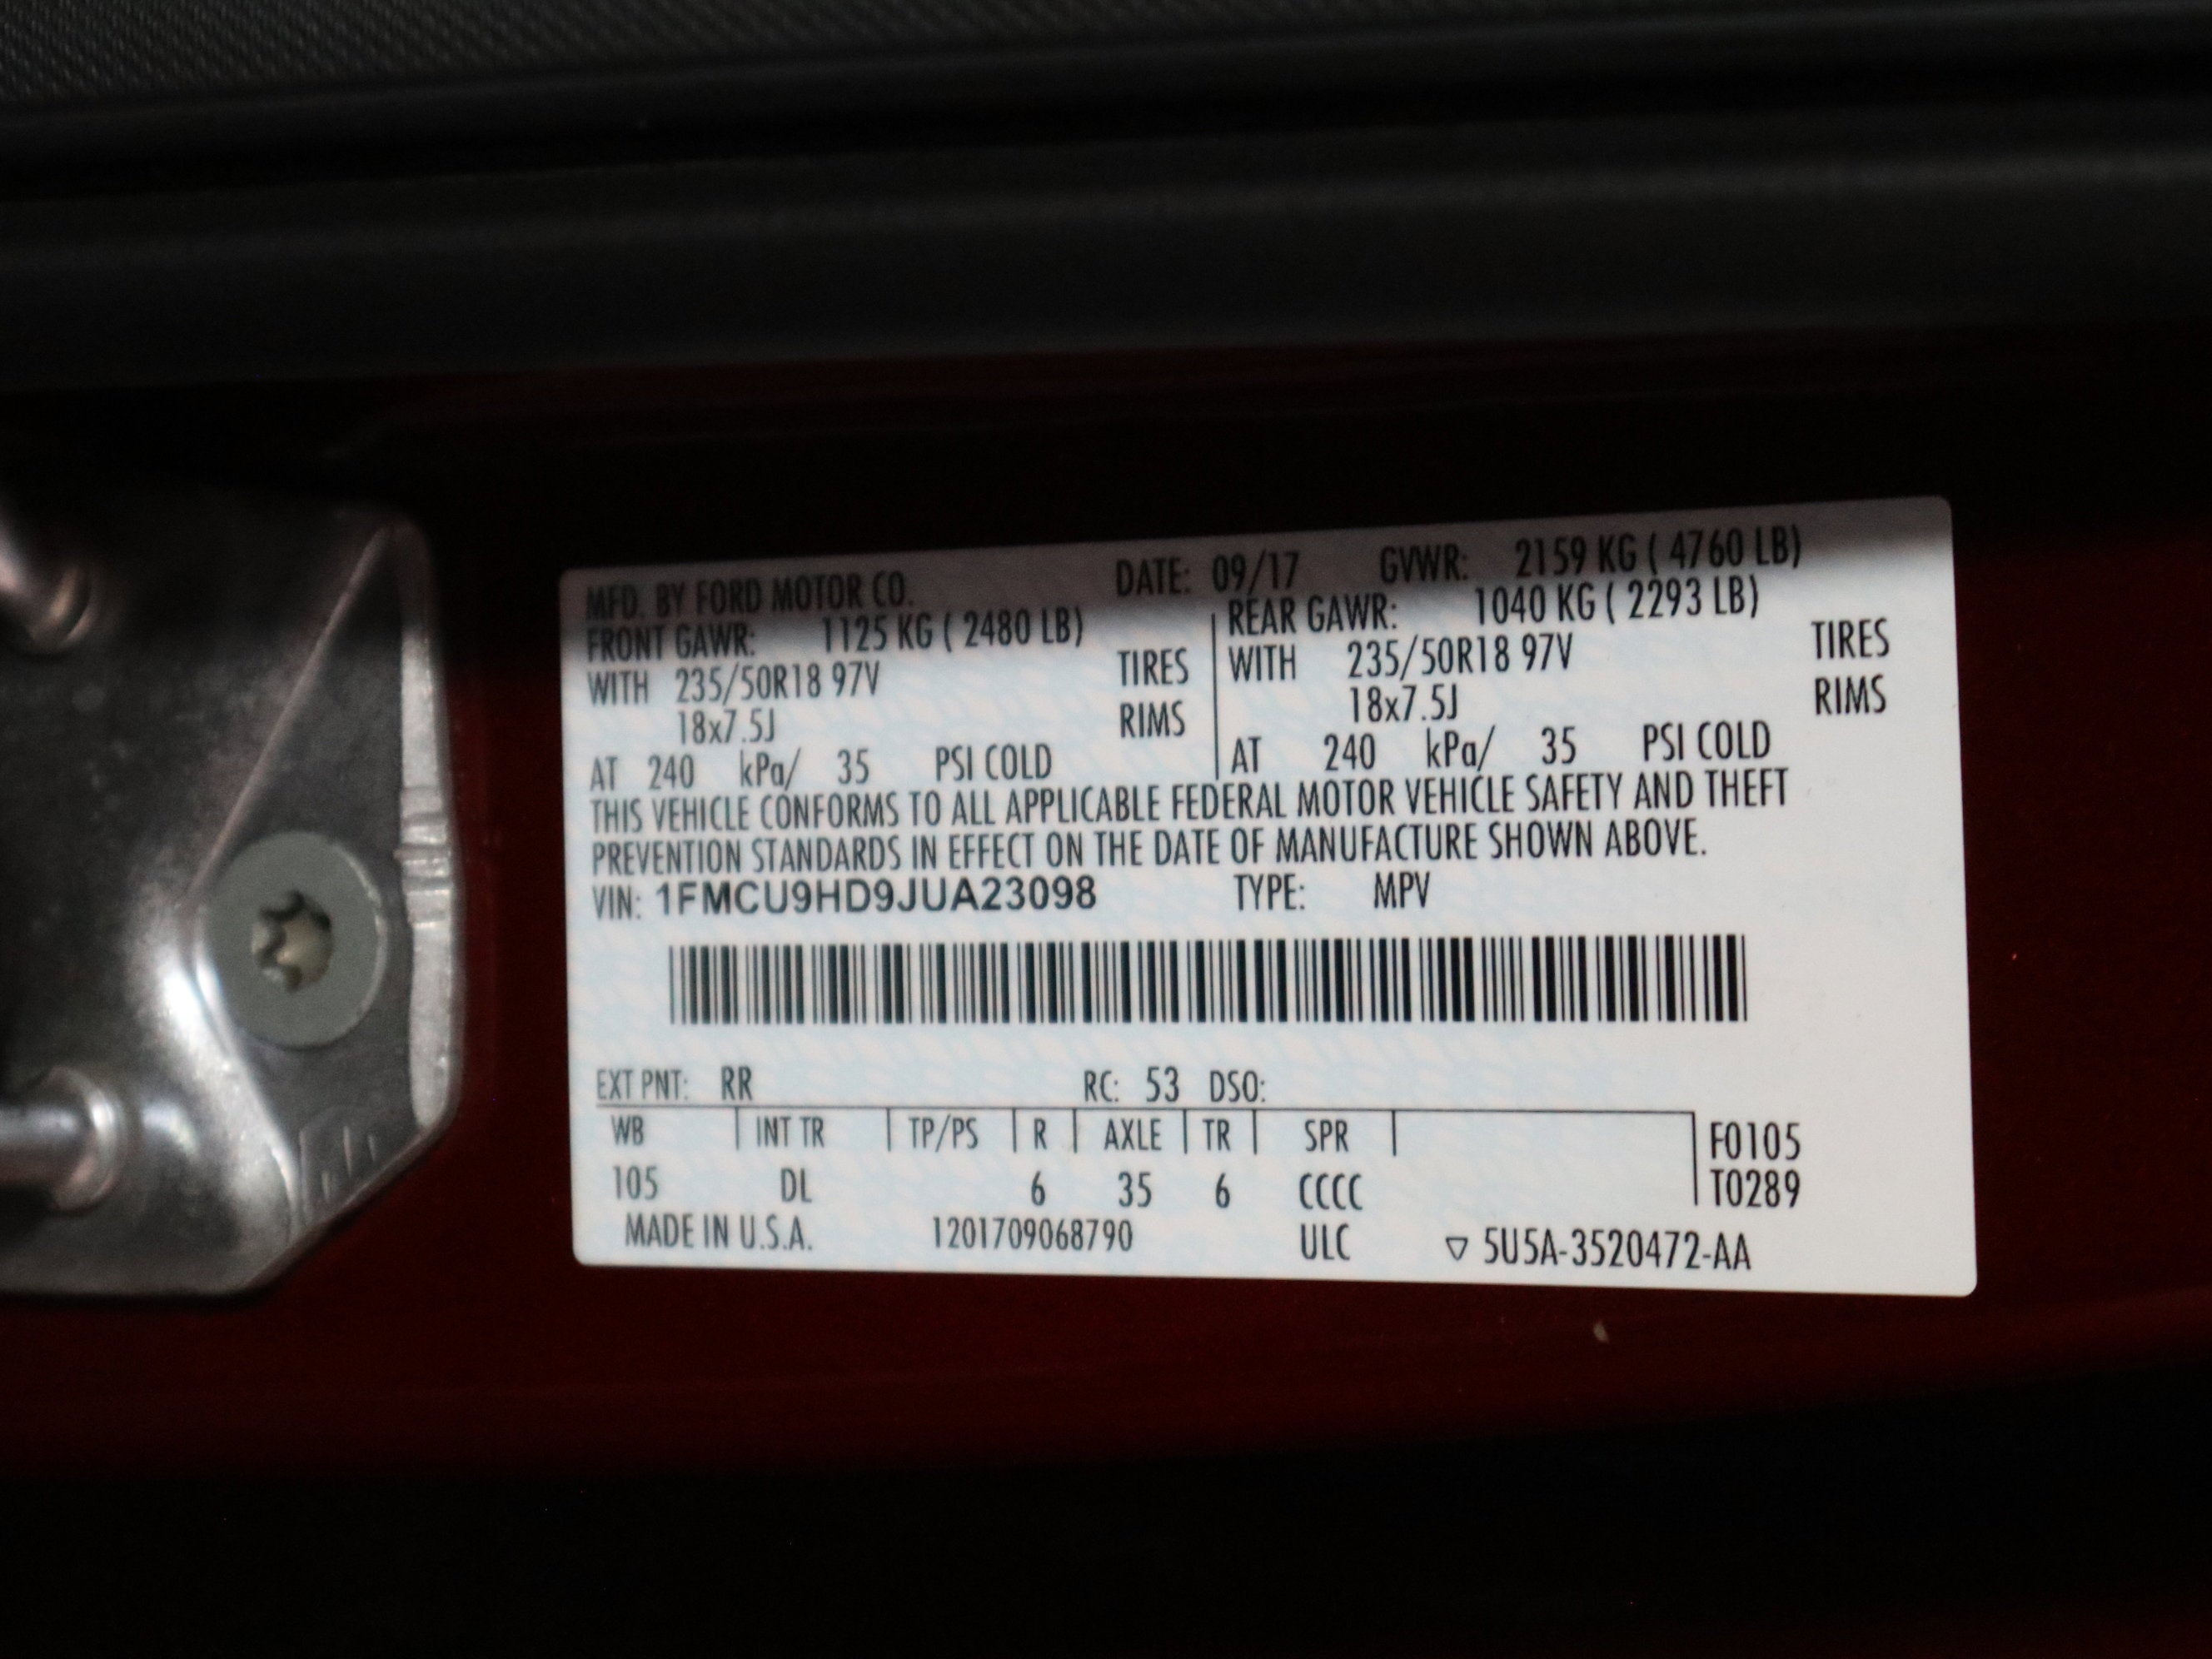 MFD. BY FORD MOTOR CO. DATE: 09/17 GVWR: 2159 KG ( 4760 LB)
FRONT GAWR: 1125 KG ( 2480 LB) REAR GAWR: 1040 KG ( 2293 LB)
WITH 235/50R18 97V TIRES WITH 235/50R18 97V TIRES
18x7.5J RIMS 18x7.5J RIMS
AT 240 kPa/ 35 PSI COLD AT 240 kPa/ 35 PSI COLD
THIS VEHICLE CONFORMS TO ALL APPLICABLE FEDERAL MOTOR VEHICLE SAFETY AND THEFT
PREVENTION STANDARDS IN EFFECT ON THE DATE OF MANUFACTURE SHOWN ABOVE.
VIN: 1FMCU9HD9JUA23098 TYPE: MPV
EXT PNT: RR RC: 53 DSO:
WB INT TR TP/PS R AXLE TR SPR F0105
105 DL 6 35 6 CCCC T0289
MADE IN U.S.A. 1201709068790 ULC ▽ 5U5A-3520472-AA